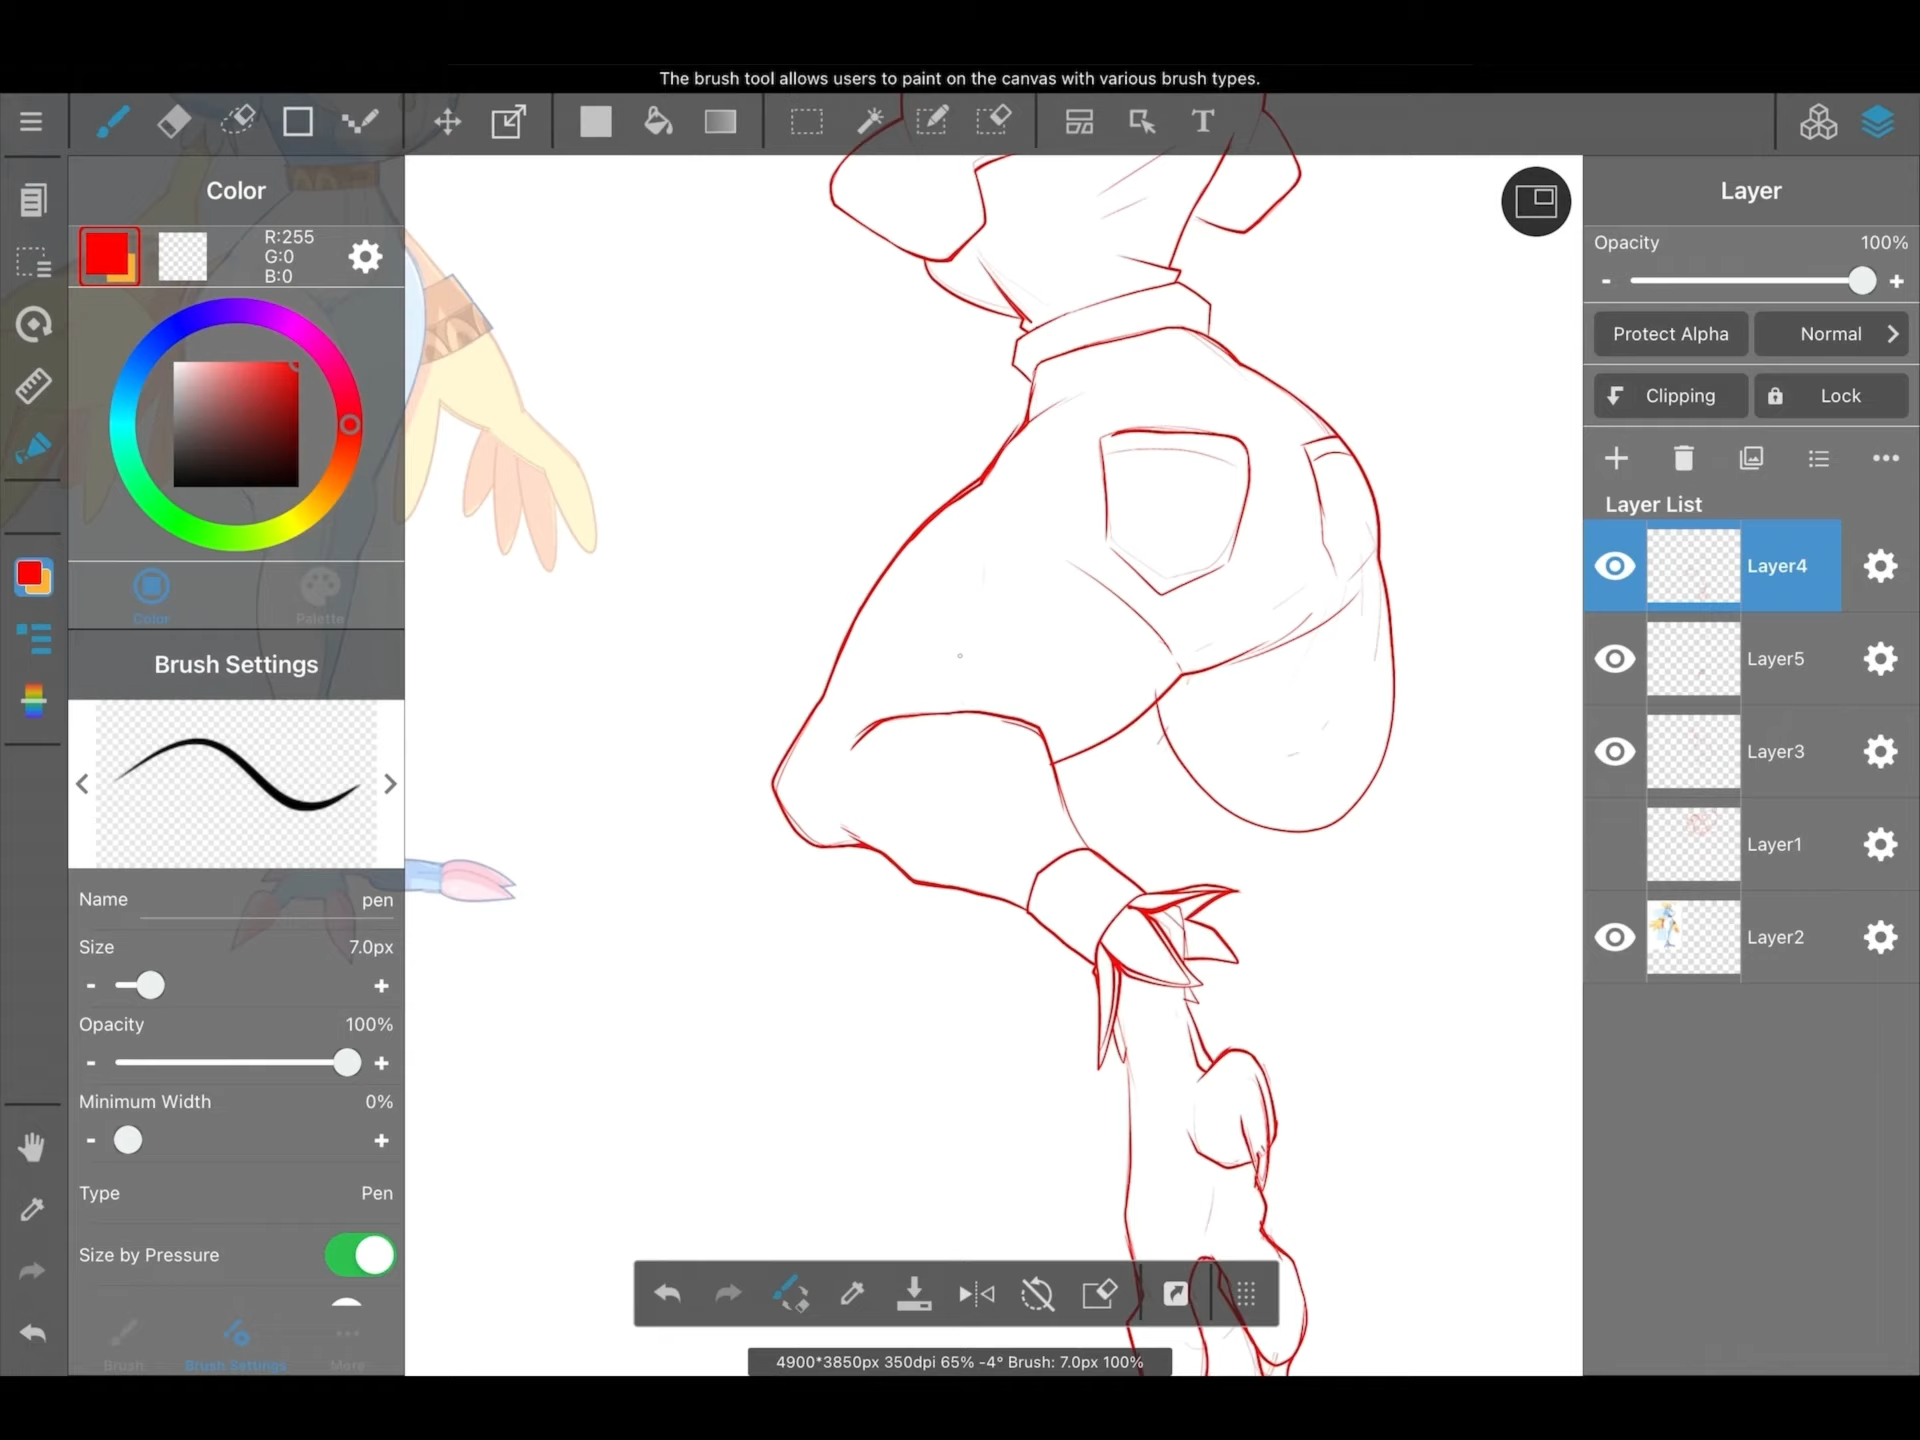 The brush tool allows users to paint on the canvas with various brush types.
T
Color
R:255
G:0
B:0
Color
Palette
Brush Settings
Name pen
Size 7.0px
- +
Opacity 100%
- +
Minimum Width 0%
- +
Type Pen
Size by Pressure
Brush
Brush Settings
More
4900*3850px 350dpi 65% -4° Brush: 7.0px 100%
Layer
Opacity 100%
- +
Protect Alpha
Normal
Clipping
Lock
Layer List
Layer4
Layer5
Layer3
Layer1
Layer2